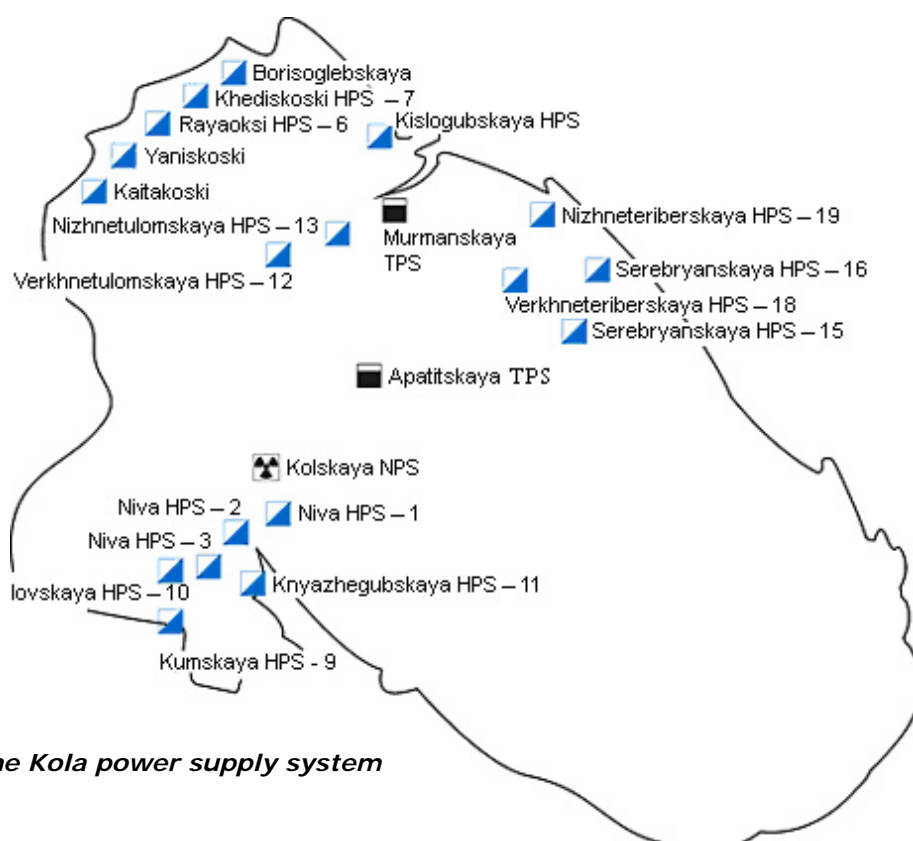 Borisoglebskaya
Khediskoski HPS – 7
Kislogubskaya HPS
Rayaoksi HPS – 6
Yaniskoski
Kaitakoski
Nizhnetulomskaya HPS – 13
Murmanskaya
TPS
Nizhneteriberskaya HPS – 19
Verkhnetulomskaya HPS – 12
Serebryanskaya HPS – 16
Verkhneteriberskaya HPS – 18
Serebryanskaya HPS – 15
Apatitskaya TPS
Kolskaya NPS
Niva HPS – 2
Niva HPS – 1
Niva HPS – 3
lovskaya HPS – 10
Knyazhegubskaya HPS – 11
Kumskaya HPS - 9
ne Kola power supply system